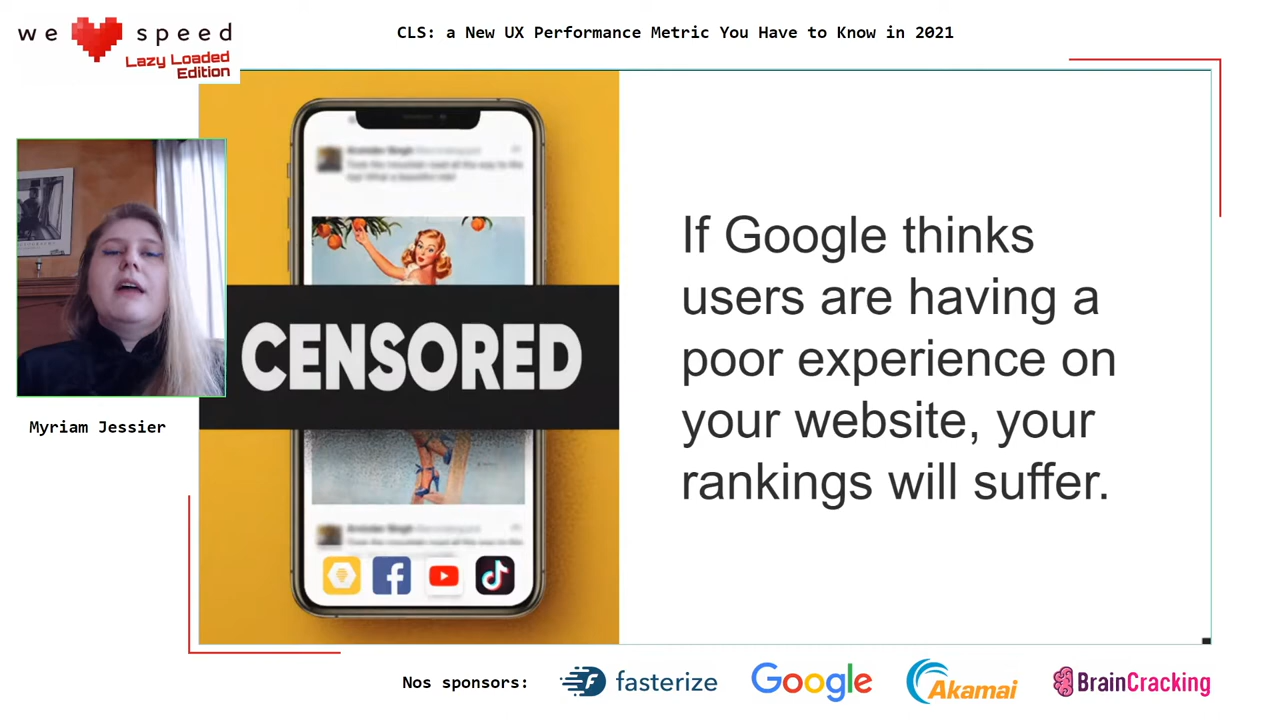 we speed
Lazy Loaded
Edition
CLS: a New UX Performance Metric You Have to Know in 2021
CENSORED
If Google thinks
users are having a
poor experience on
your website, your
rankings will suffer.
Myriam Jessier
Nos sponsors:
fasterize
Google
Akamai
BrainCracking